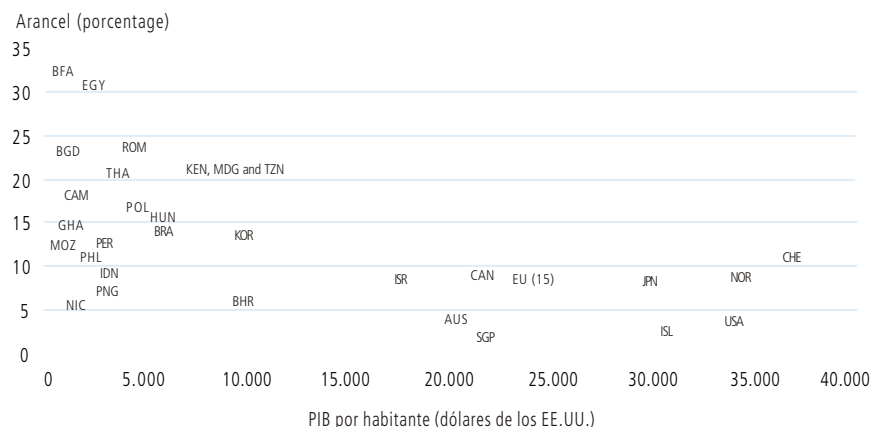 Arancel (porcentage)
35
BFA
EGY
30
25
ROM
BGD
KEN, MDG and TZN
THA
20
CAM
POL
HUN
15
GHA
BRA
KOR
MOZ
PER
PHL
CHE
10
IDN
ISR
CAN
EU (15)
JPN
NOR
PNG
NIC
BHR
5
AUS
USA
SGP
ISL
0
0 5.000 10.000 15.000 20.000 25.000 30.000 35.000 40.000
PIB por habitante (dólares de los EE.UU.)